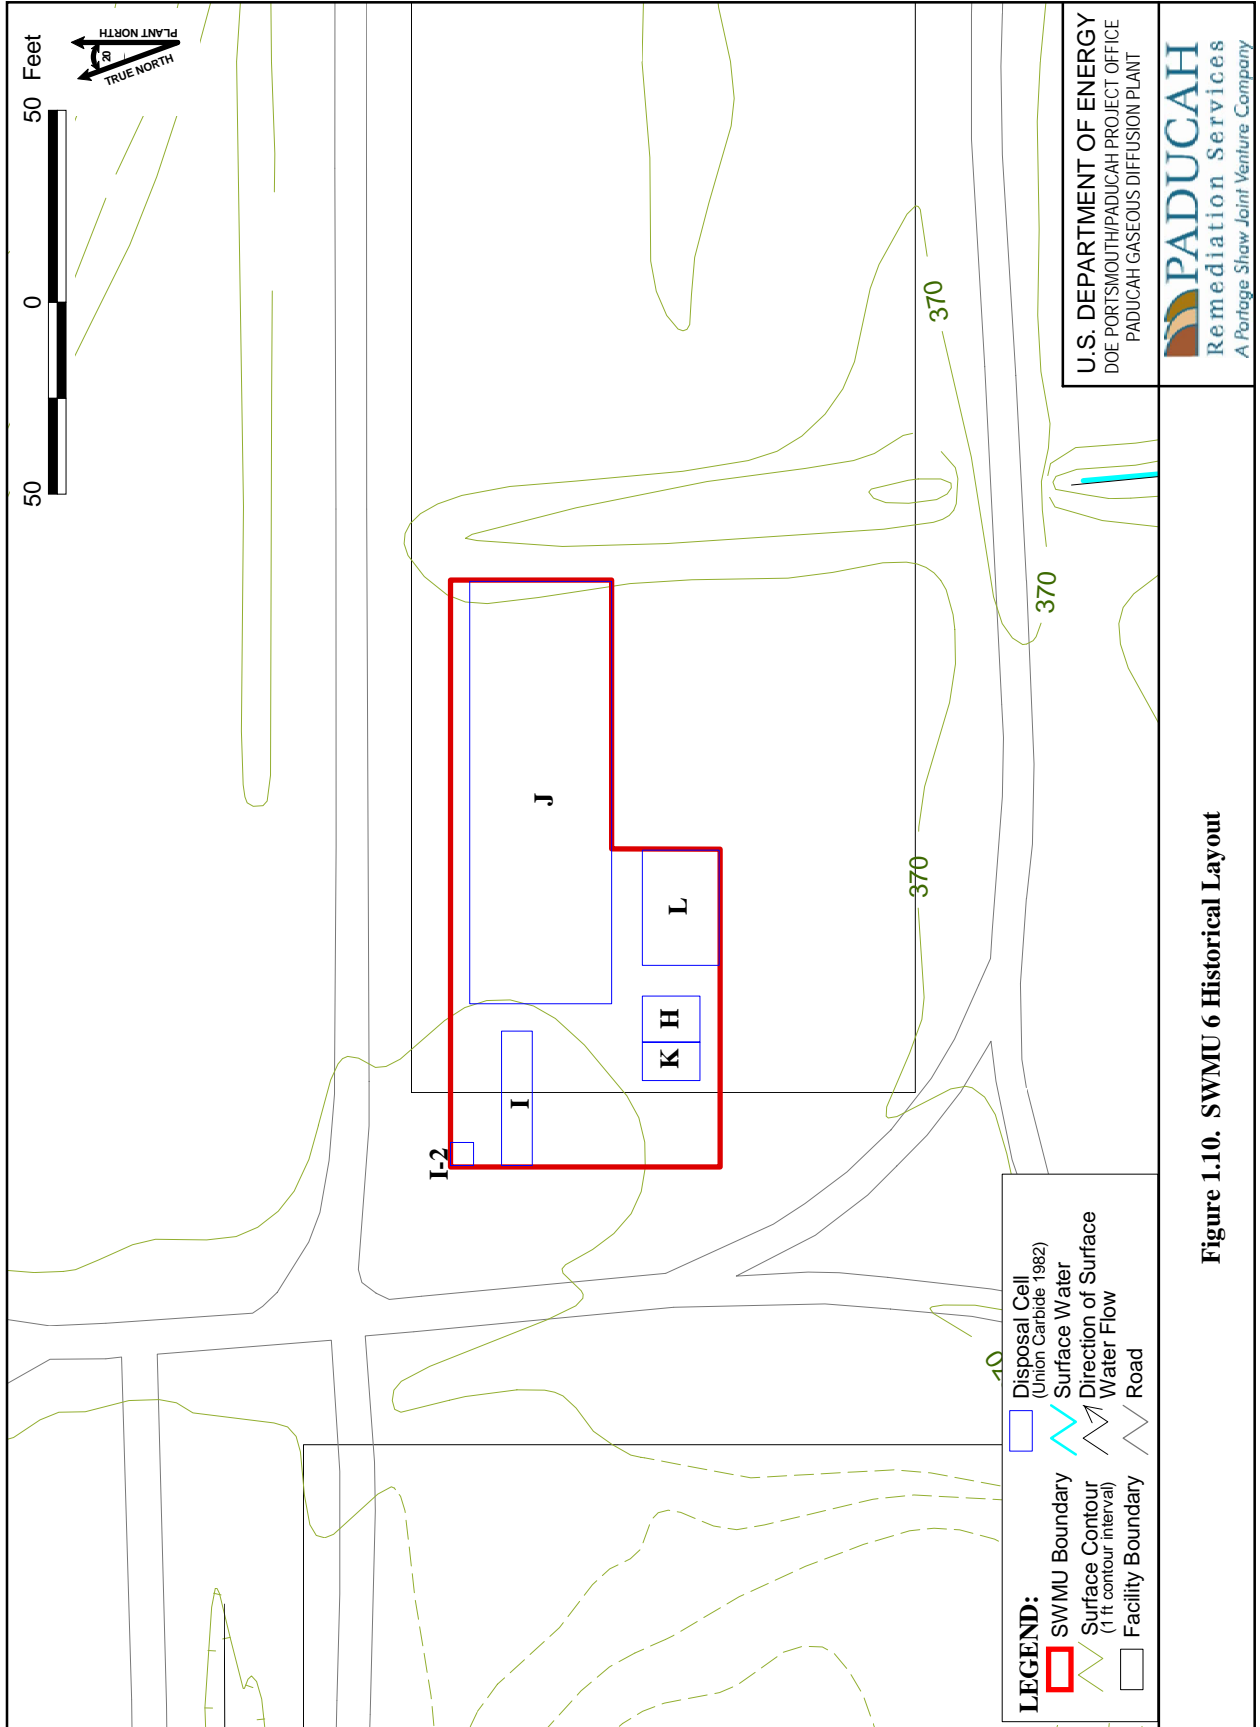 50
0
50
Feet
PLANT NORTH
20
TRUE NORTH
370
370
370
I-2
I
J
K
H
L
LEGEND:
SWMU Boundary
Surface Contour
(1 ft contour interval)
Facility Boundary
Disposal Cell
(Union Carbide 1982)
Surface Water
Direction of Surface
Water Flow
Road
U.S. DEPARTMENT OF ENERGY
DOE PORTSMOUTH/PADUCAH PROJECT OFFICE
PADUCAH GASEOUS DIFFUSION PLANT
PADUCAH
Remediation Services
A Portage Shaw Joint Venture Company
Figure 1.10. SWMU 6 Historical Layout